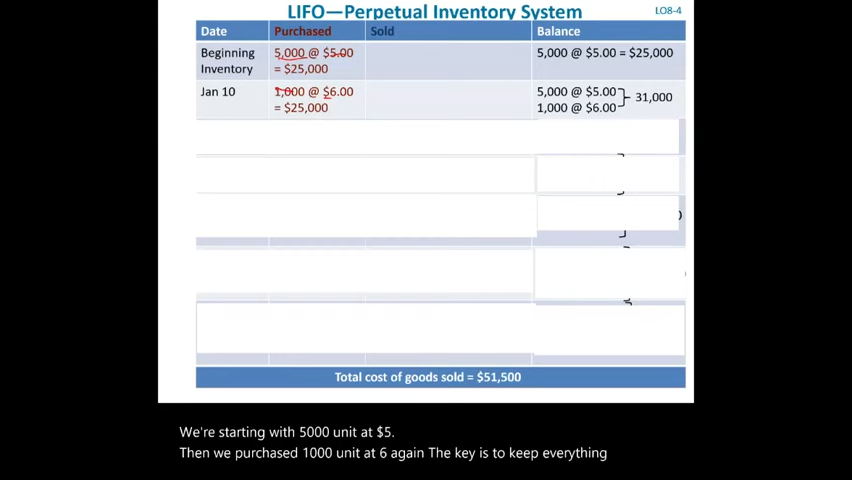 LIFO—Perpetual Inventory System
LO8-4
Date Purchased Sold Balance
Beginning Inventory 5,000 @ $5.00 = $25,000 5,000 @ $5.00 = $25,000
Jan 10 1,000 @ $6.00 = $25,000 5,000 @ $5.00 1,000 @ $6.00 31,000
Total cost of goods sold = $51,500
We're starting with 5000 unit at $5.
Then we purchased 1000 unit at 6 again The key is to keep everything